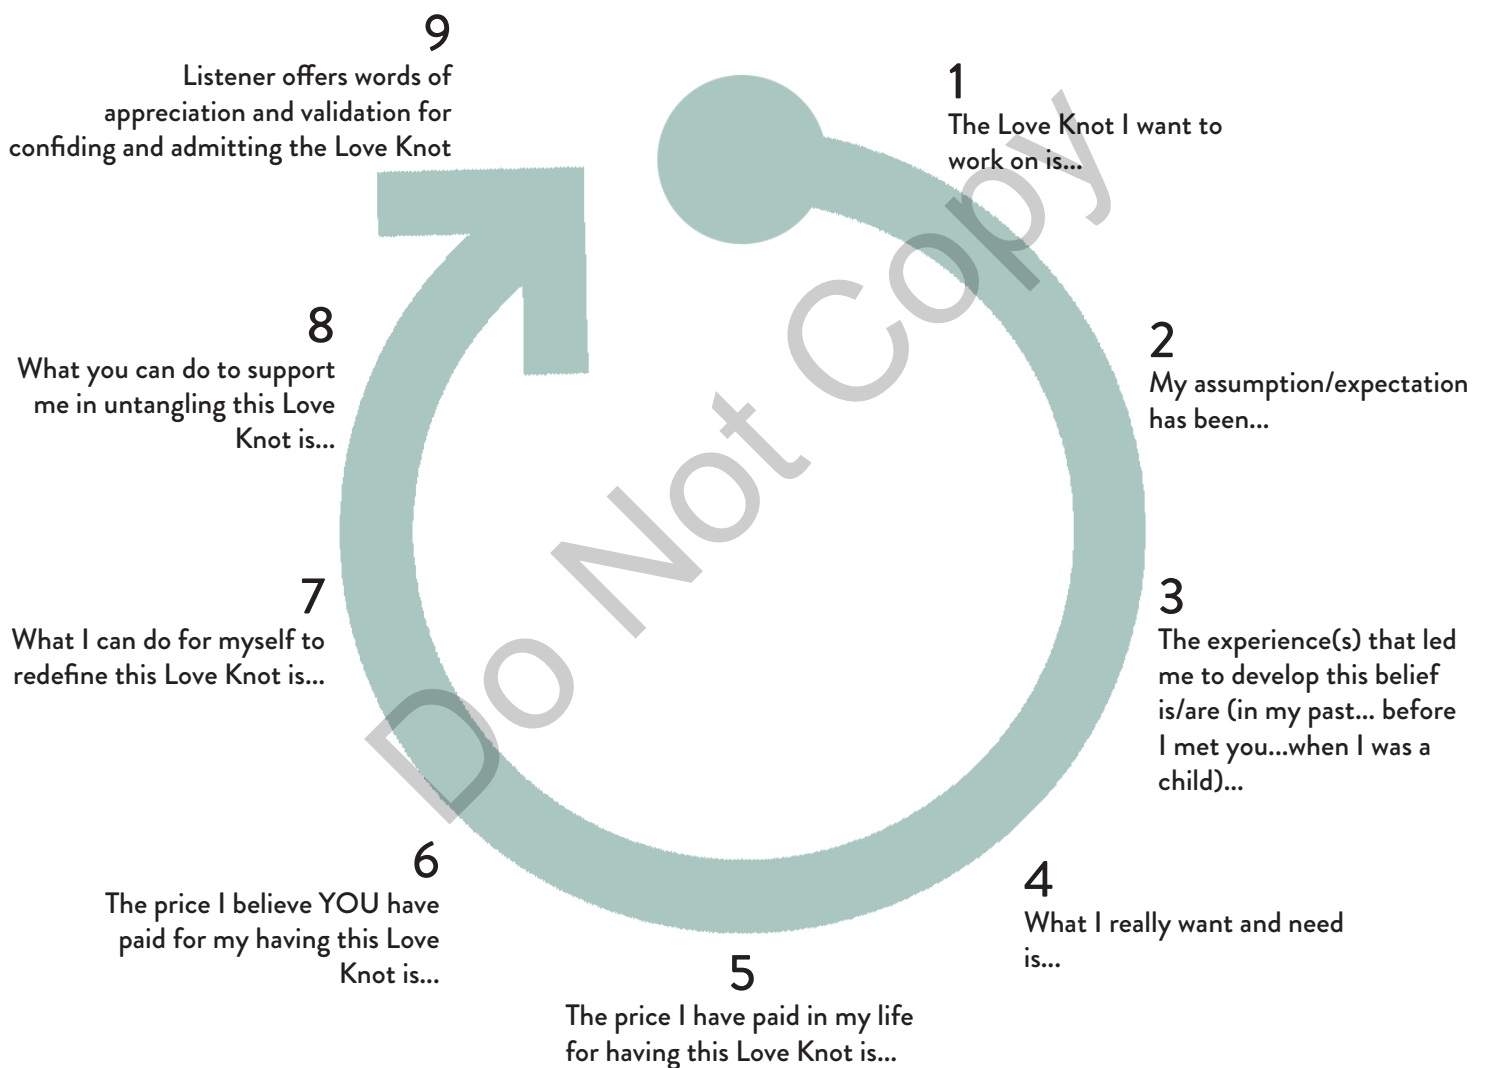 1
The Love Knot I want to
work on is...
2
My assumption/expectation
has been...
3
The experience(s) that led
me to develop this belief
is/are (in my past... before
I met you...when I was a
child)...
4
What I really want and need
is...
5
The price I have paid in my life
for having this Love Knot is...
6
The price I believe YOU have
paid for my having this Love
Knot is...
7
What I can do for myself to
redefine this Love Knot is...
8
What you can do to support
me in untangling this Love
Knot is...
9
Listener offers words of
appreciation and validation for
confiding and admitting the Love Knot
Do Not Copy